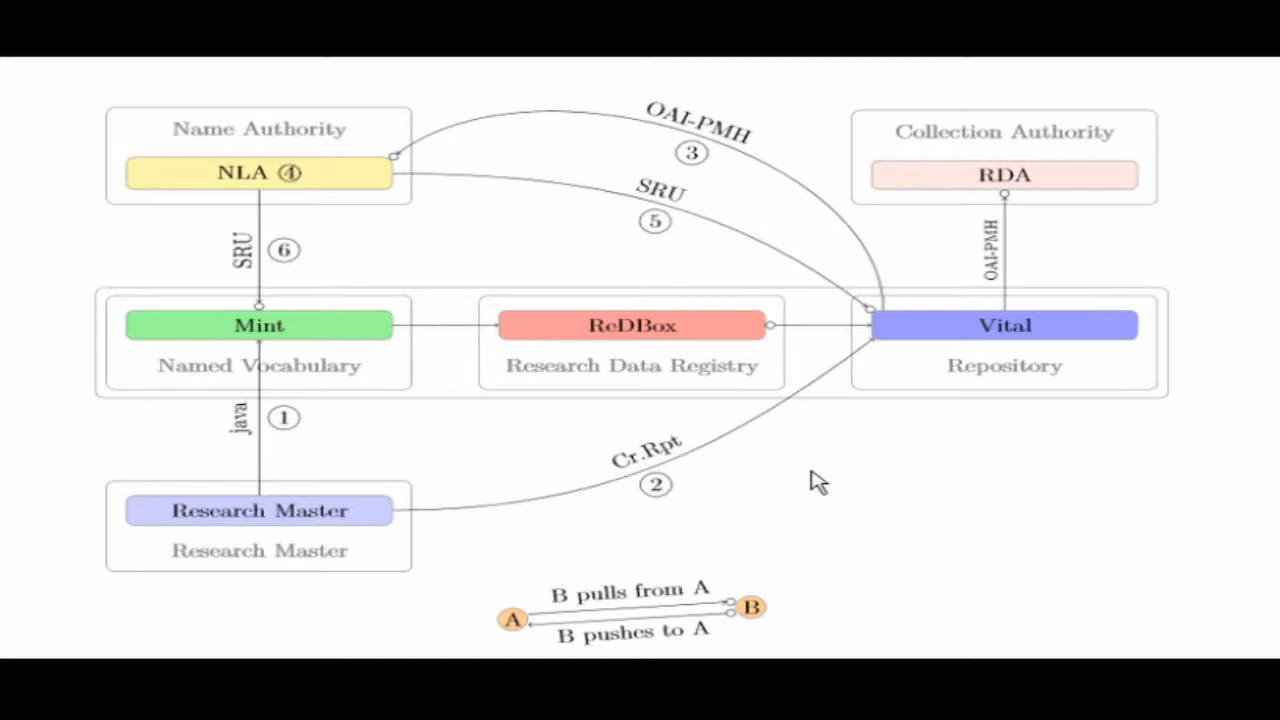 Name Authority
NLA ④
OAI-PMH
③
Collection Authority
RDA
SRU
⑤
SRU
⑥
OAI-PMH
Mint
Named Vocabulary
ReDBox
Research Data Registry
Vital
Repository
java
①
Cr.Rpt
②
Research Master
Research Master
B pulls from A
A
B
B pushes to A